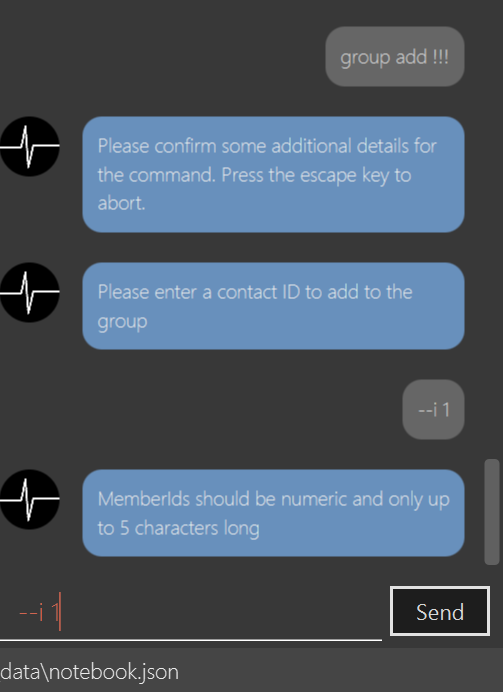 group add !!!
Please confirm some additional details for
the command. Press the escape key to
abort.
Please enter a contact ID to add to the
group
--i 1
MemberIds should be numeric and only up
to 5 characters long
--i 1
Send
data\notebook.json